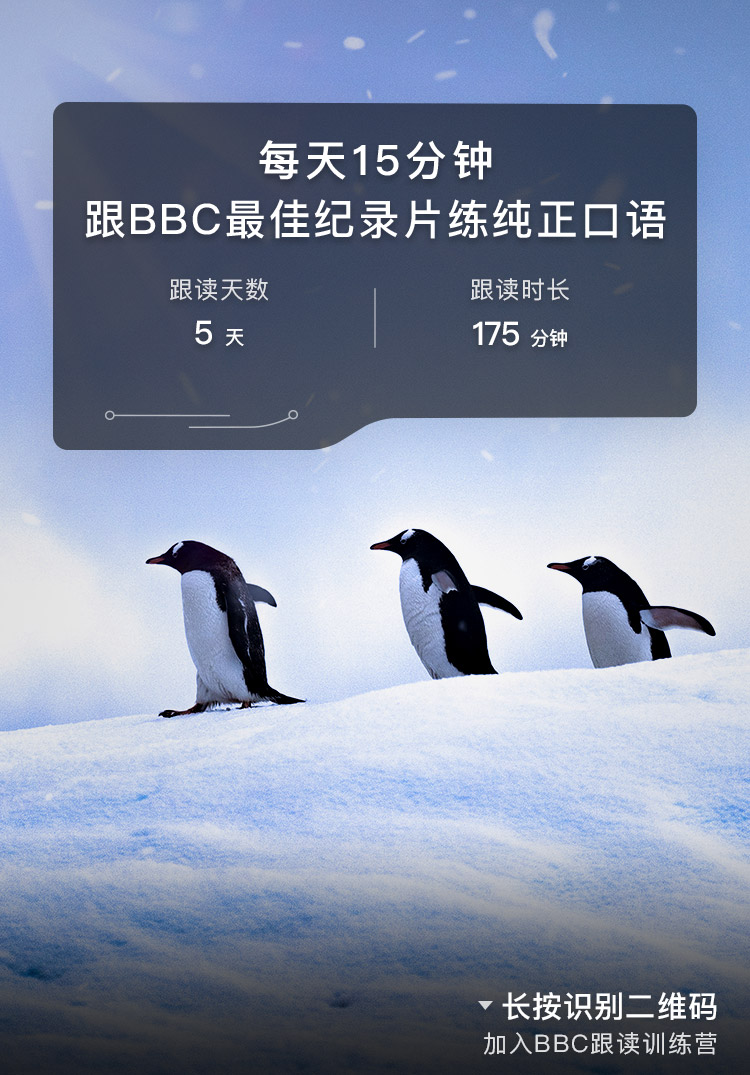 每天15分钟
跟BBC最佳纪录片练纯正口语
跟读天数
5 天
跟读时长
175 分钟
长按识别二维码
加入BBC跟读训练营